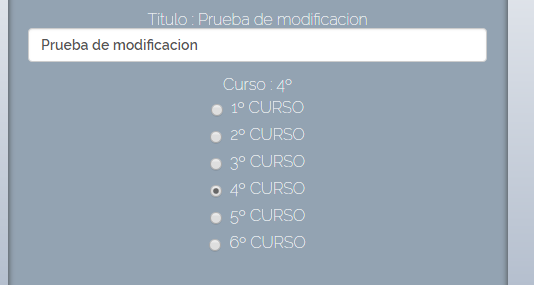 Título : Prueba de modificacion
Prueba de modificacion
Curso : 4º
1º CURSO
2º CURSO
3º CURSO
4º CURSO
5º CURSO
6º CURSO